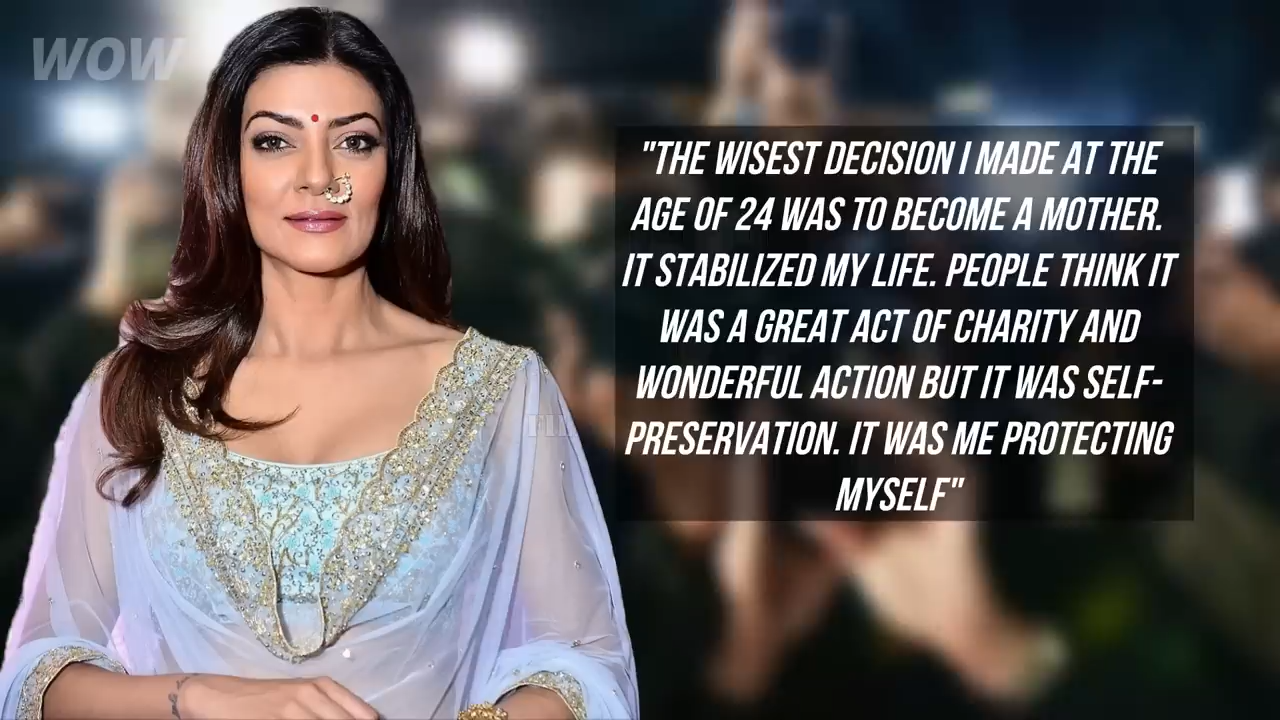 WOW
"THE WISEST DECISION I MADE AT THE
AGE OF 24 WAS TO BECOME A MOTHER.
IT STABILIZED MY LIFE. PEOPLE THINK IT
WAS A GREAT ACT OF CHARITY AND
WONDERFUL ACTION BUT IT WAS SELF-
PRESERVATION. IT WAS ME PROTECTING
MYSELF"